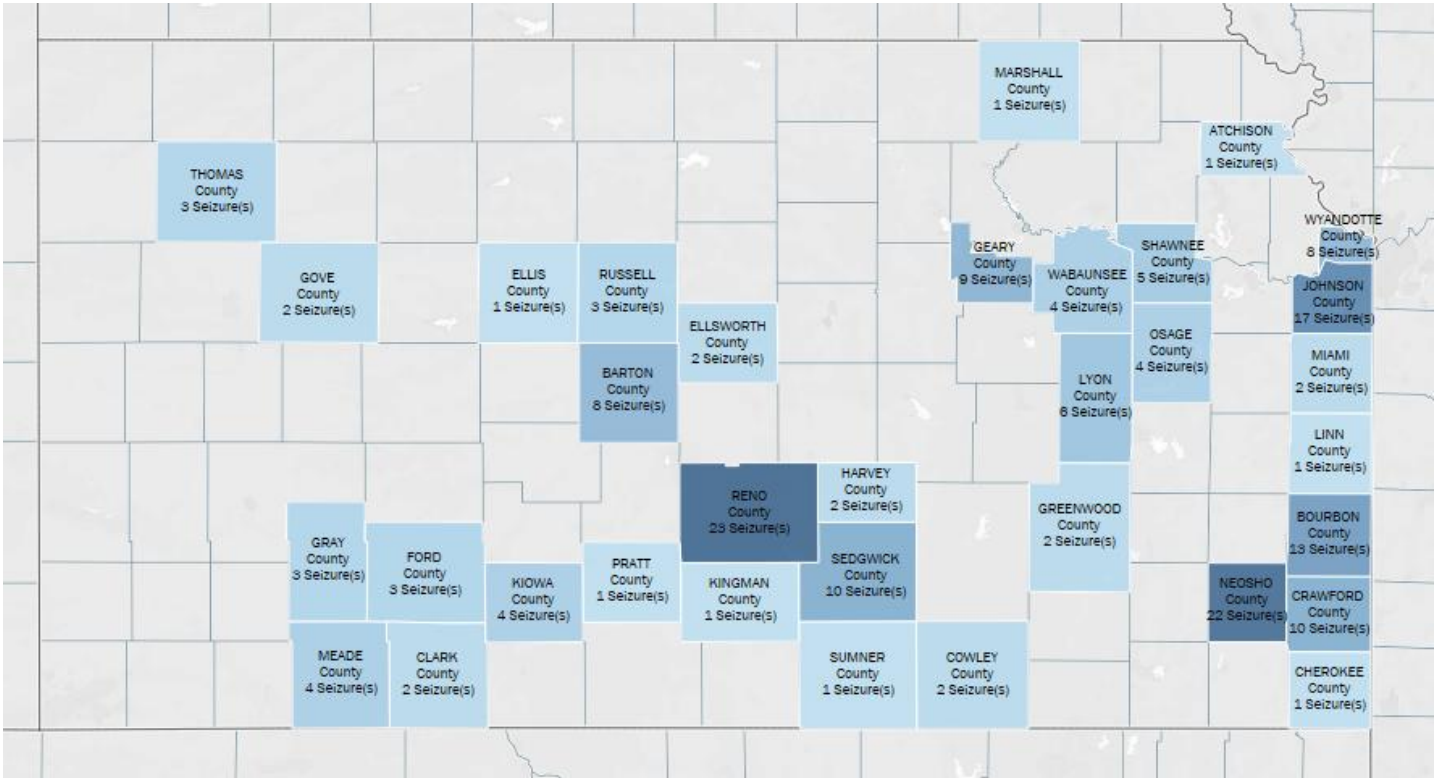 MARSHALL
County
1 Seizure(s)
ATCHISON
County
1 Seizure(s)
THOMAS
County
3 Seizure(s)
WYANDOTTE
County
8 Seizure(s)
GEARY
County
9 Seizure(s)
WABAUNSEE
County
4 Seizure(s)
SHAWNEE
County
5 Seizure(s)
GOVE
County
2 Seizure(s)
ELLIS
County
1 Seizure(s)
RUSSELL
County
3 Seizure(s)
JOHNSON
County
17 Seizure(s)
ELLSWORTH
County
2 Seizure(s)
OSAGE
County
4 Seizure(s)
MIAMI
County
2 Seizure(s)
BARTON
County
8 Seizure(s)
LYON
County
6 Seizure(s)
LINN
County
1 Seizure(s)
RENO
County
23 Seizure(s)
HARVEY
County
2 Seizure(s)
GREENWOOD
County
2 Seizure(s)
BOURBON
County
13 Seizure(s)
GRAY
County
3 Seizure(s)
FORD
County
3 Seizure(s)
KIOWA
County
4 Seizure(s)
PRATT
County
1 Seizure(s)
KINGMAN
County
1 Seizure(s)
SEDGWICK
County
10 Seizure(s)
NEOSHO
County
22 Seizure(s)
CRAWFORD
County
10 Seizure(s)
MEADE
County
4 Seizure(s)
CLARK
County
2 Seizure(s)
SUMNER
County
1 Seizure(s)
COWLEY
County
2 Seizure(s)
CHEROKEE
County
1 Seizure(s)